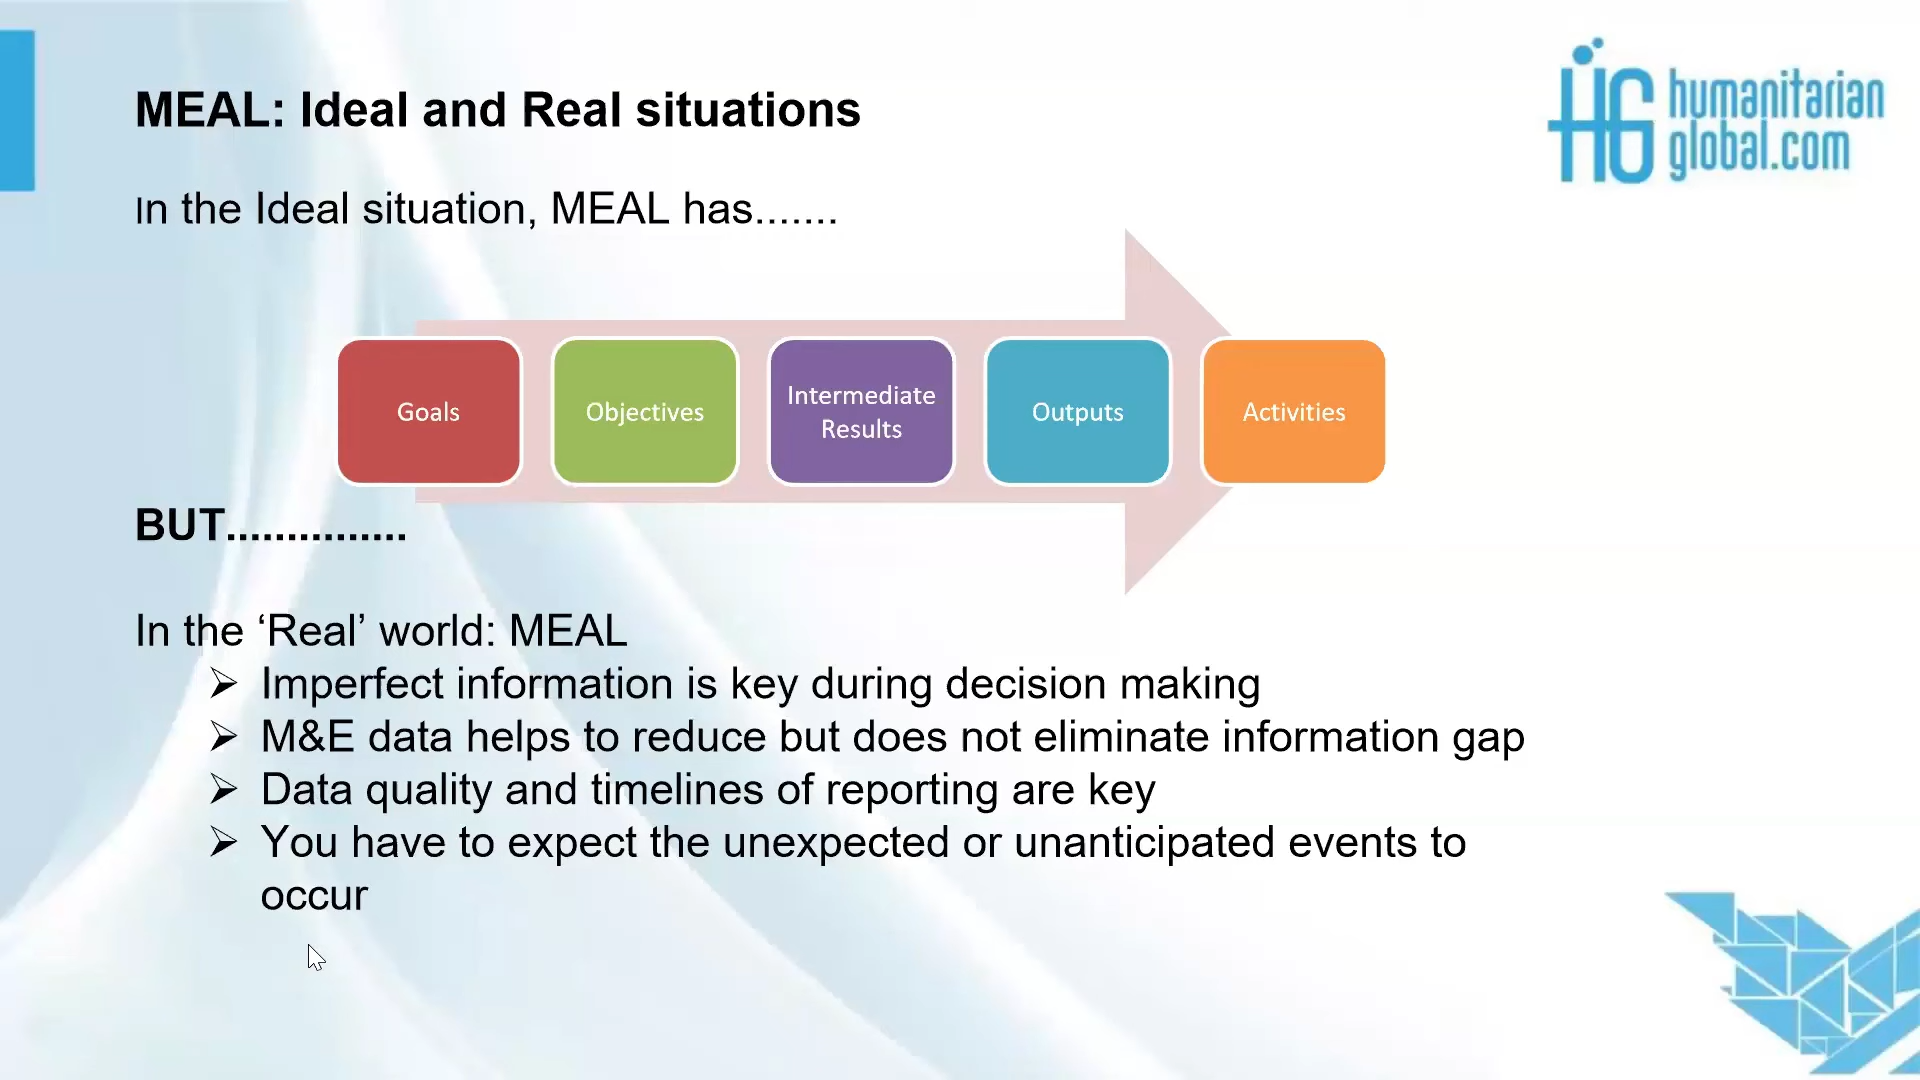 MEAL: Ideal and Real situations
humanitarian
global.com
HG
In the Ideal situation, MEAL has.......
Goals
Objectives
Intermediate
Results
Outputs
Activities
BUT...............
In the ‘Real’ world: MEAL
➢ Imperfect information is key during decision making
➢ M&E data helps to reduce but does not eliminate information gap
➢ Data quality and timelines of reporting are key
➢ You have to expect the unexpected or unanticipated events to
occur